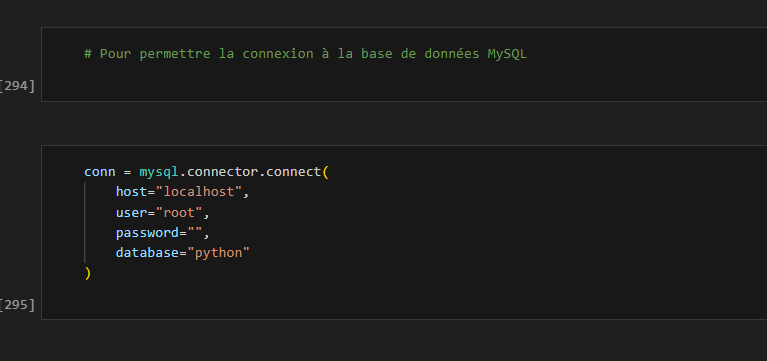 # Pour permettre la connexion à la base de données MySQL
[294]
conn = mysql.connector.connect(
    host="localhost",
    user="root",
    password="",
    database="python"
)
[295]